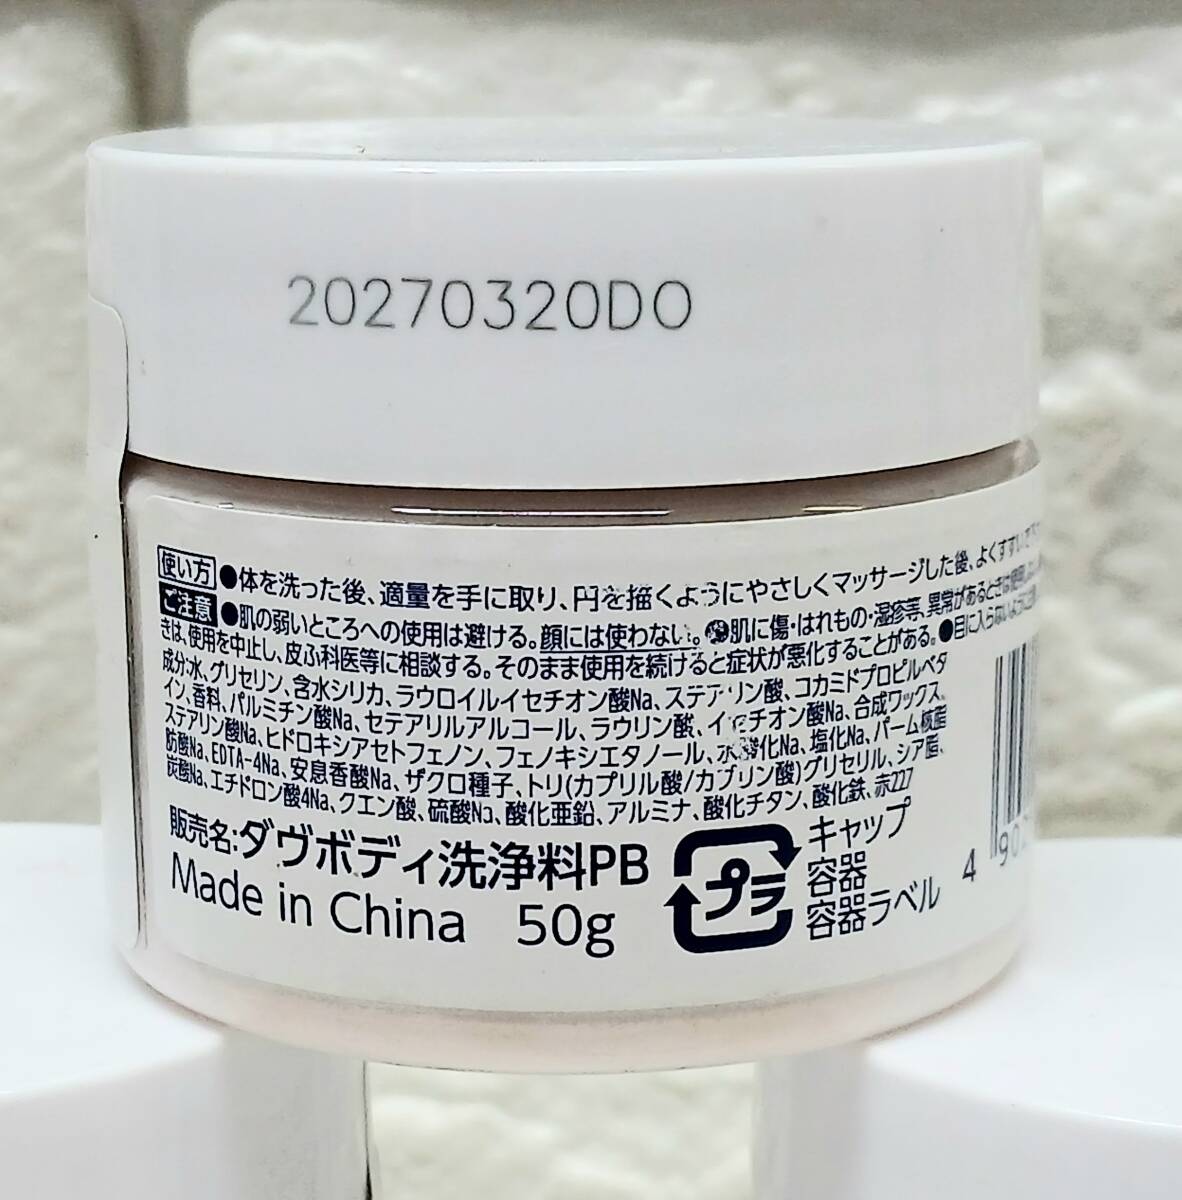 20270320DO
使い方 ●体を洗った後、適量を手に取り、円を描くようにやさしくマッサージした後、よくすすいで
ご注意 ●肌の弱いところへの使用は避ける。顔には使わない。 ●肌に傷・はれもの・湿疹等、異常があるときは使用しない ●目に入らないように
きは、使用を中止し、皮ふ科医等に相談する。そのまま使用を続けると症状が悪化することがある。
成分:水、グリセリン、含水シリカ、ラウロイルイセチオン酸Na、ステアリン酸、コカミドプロピルベタ
イン、香料、パルミチン酸Na、セテアリルアルコール、ラウリン酸、イセチオン酸Na、合成ワックス、
ステアリン酸Na、ヒドロキシアセトフェノン、フェノキシエタノール、水酸化Na、塩化Na、パーム核脂
肪酸Na、EDTA-4Na、安息香酸Na、ザクロ種子、トリ(カプリル酸/カプリン酸)グリセリル、シア脂、
炭酸Na、エチドロン酸4Na、クエン酸、硫酸Na、酸化亜鉛、アルミナ、酸化チタン、酸化鉄、赤227
販売名:ダヴボディ洗浄料PB
Made in China 50g
プラ
キャップ
容器
容器ラベル
4 902